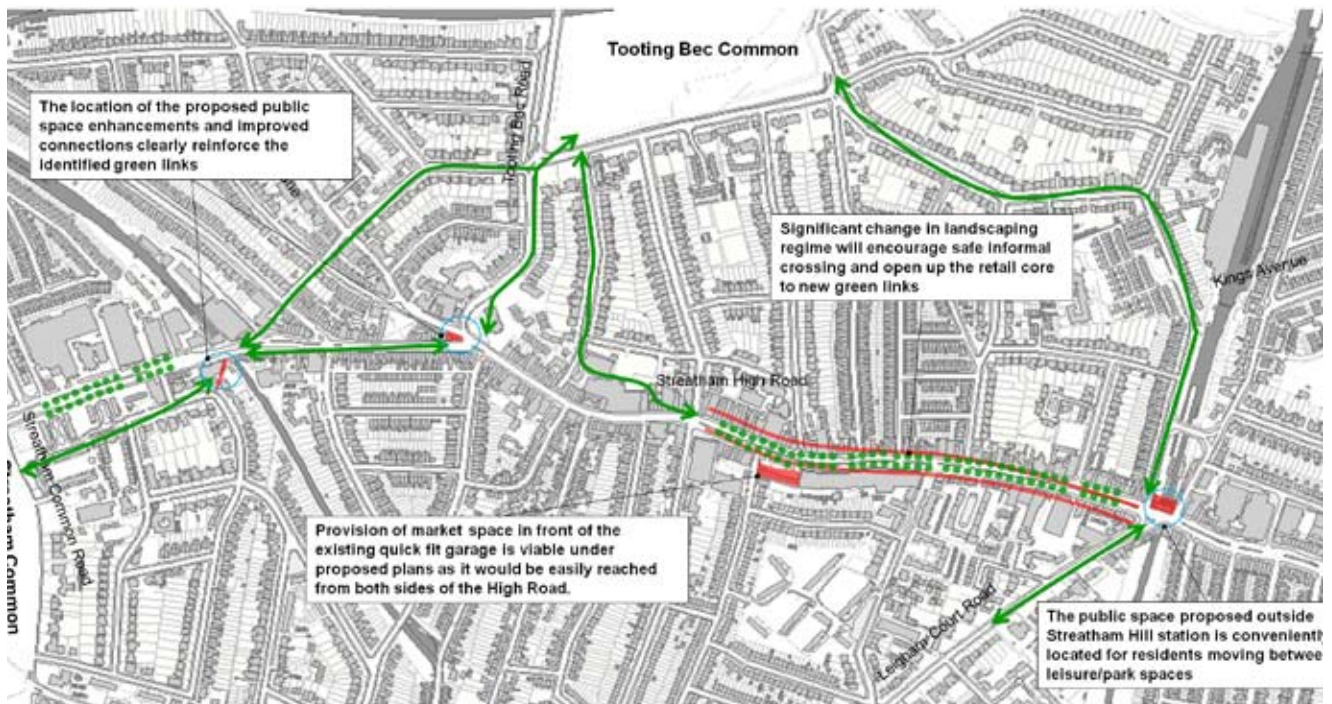 Tooting Bec Common
The location of the proposed public
space enhancements and improved
connections clearly reinforce the
identified green links
Tooting Bec Road
Significant change in landscaping
regime will encourage safe informal
crossing and open up the retail core
to new green links
Kings Avenue
Streatham High Road
Streatham Common Road
Streatham Common
Provision of market space in front of the
existing quick fit garage is viable under
proposed plans as it would be easily reached
from both sides of the High Road.
Leigham Court Road
The public space proposed outside
Streatham Hill station is conveniently
located for residents moving between
leisure/park spaces